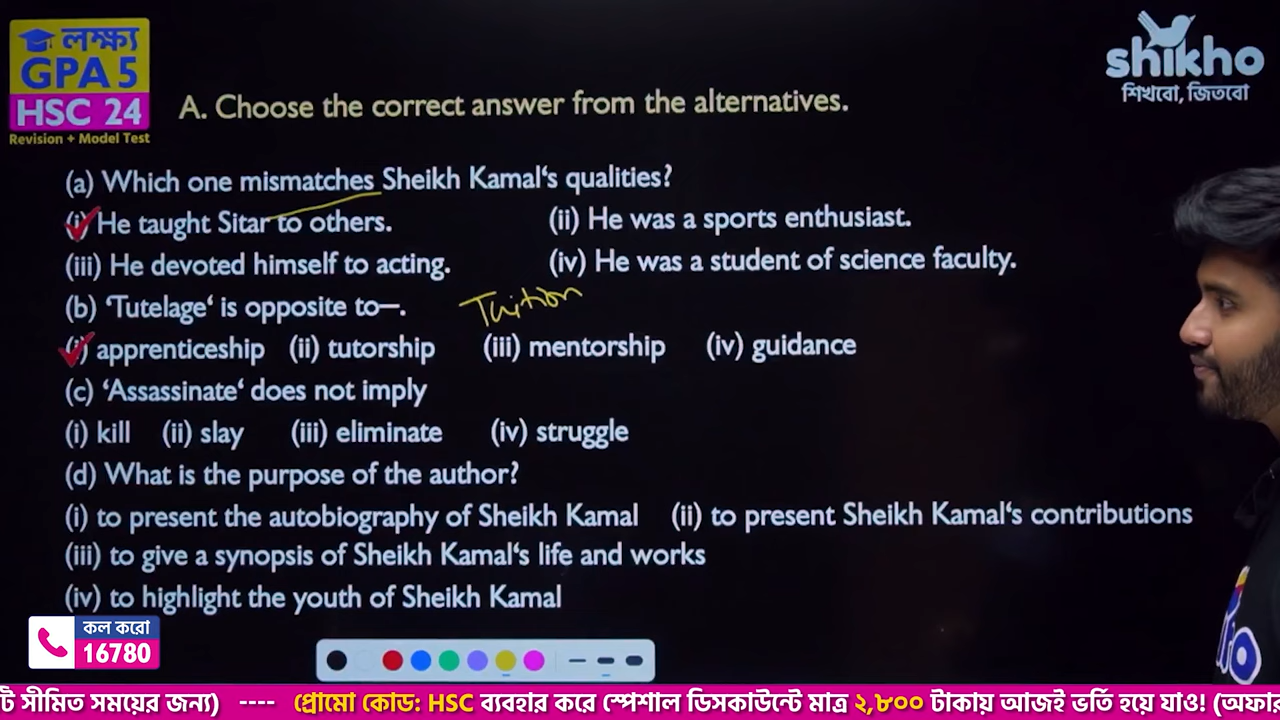 লক্ষ্য
GPA 5
HSC 24
Revision + Model Test
shikho
শিখবো, জিতবো
A. Choose the correct answer from the alternatives.
(a) Which one mismatches Sheikh Kamal‘s qualities?
(i) He taught Sitar to others. (ii) He was a sports enthusiast.
(iii) He devoted himself to acting. (iv) He was a student of science faculty.
(b) ‘Tutelage‘ is opposite to—. Tuition
(i) apprenticeship (ii) tutorship (iii) mentorship (iv) guidance
(c) ‘Assassinate‘ does not imply
(i) kill (ii) slay (iii) eliminate (iv) struggle
(d) What is the purpose of the author?
(i) to present the autobiography of Sheikh Kamal (ii) to present Sheikh Kamal‘s contributions
(iii) to give a synopsis of Sheikh Kamal‘s life and works
(iv) to highlight the youth of Sheikh Kamal
কল করো
16780
টি সীমিত সময়ের জন্য) ---- প্রোমো কোড: HSC ব্যবহার করে স্পেশাল ডিসকাউন্টে মাত্র ২,৮০০ টাকায় আজই ভর্তি হয়ে যাও! (অফার